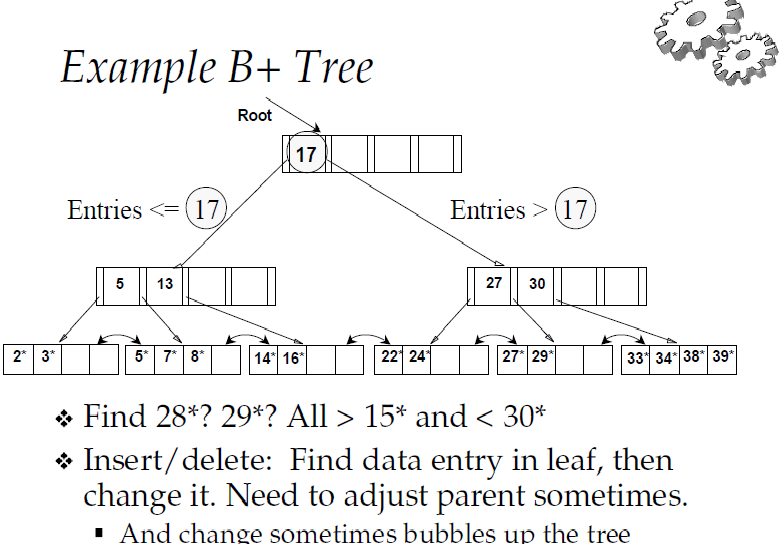 Example B+ Tree
Root
17
Entries <= 17
Entries > 17
5 13
27 30
2* 3*
5* 7* 8*
14* 16*
22* 24*
27* 29*
33* 34* 38* 39*
❖ Find 28*? 29*? All > 15* and < 30*
❖ Insert/delete: Find data entry in leaf, then
change it. Need to adjust parent sometimes.
▪ And change sometimes bubbles up the tree